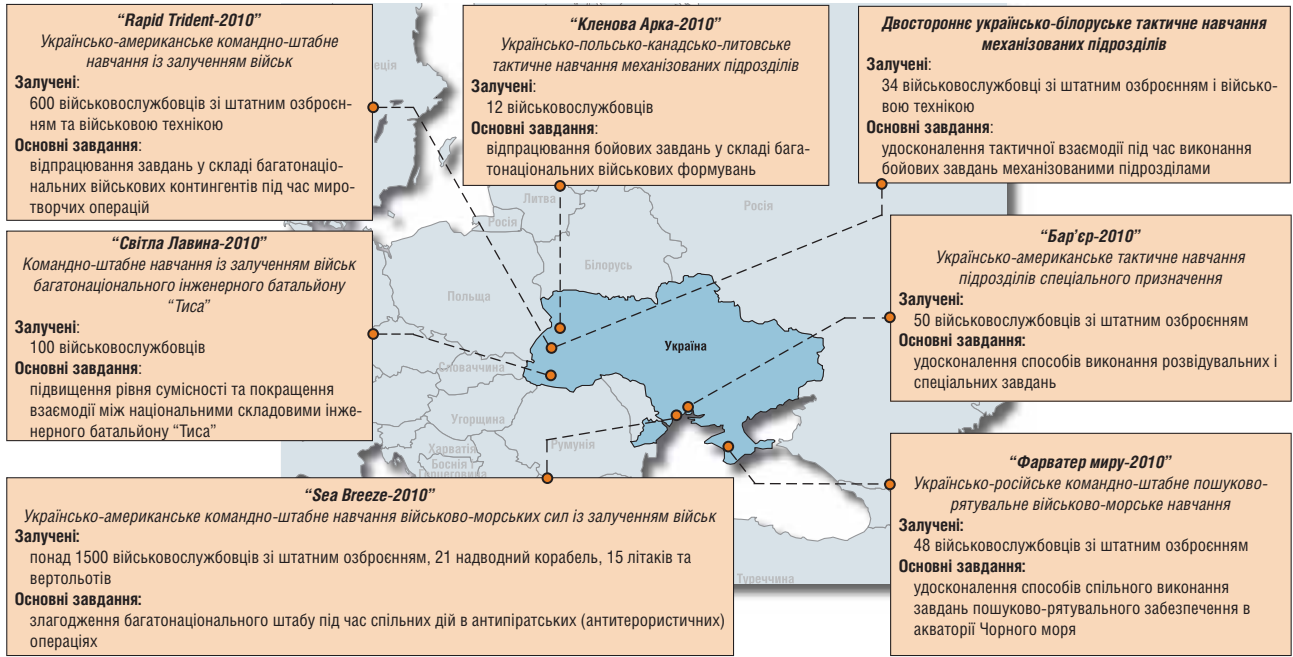 “Rapid Trident-2010”
Українсько-американське командно-штабне
навчання із залученням військ
Залучені:
600 військовослужбовців зі штатним озброєн-
ням та військовою технікою
Основні завдання:
відпрацювання завдань у складі багатонаціо-
нальних військових контингентів під час миро-
творчих операцій
“Кленова Арка-2010”
Українсько-польсько-канадсько-литовське
тактичне навчання механізованих підрозділів
Залучені:
12 військовослужбовців
Основні завдання:
відпрацювання бойових завдань у складі бага-
тонаціональних військових формувань
Двостороннє українсько-білоруське тактичне навчання
механізованих підрозділів
Залучені:
34 військовослужбовці зі штатним озброєнням і військо-
вою технікою
Основні завдання:
удосконалення тактичної взаємодії під час виконання
бойових завдань механізованими підрозділами
“Світла Лавина-2010”
Командно-штабне навчання із залученням військ
багатонаціонального інженерного батальйону
“Тиса”
Залучені:
100 військовослужбовців
Основні завдання:
підвищення рівня сумісності та покращення
взаємодії між національними складовими інже-
нерного батальйону “Тиса”
еція
Литва
Росія
Росія
Білорусь
Польща
Україна
Словаччина
Угорщина
Румунія
Хорватія
Боснія і
Герцеговина
Туреччина
“Бар’єр-2010”
Українсько-американське тактичне навчання
підрозділів спеціального призначення
Залучені:
50 військовослужбовців зі штатним озброєнням
Основні завдання:
удосконалення способів виконання розвідувальних і
спеціальних завдань
“Sea Breeze-2010”
Українсько-американське командно-штабне навчання військово-морських сил із залученням військ
Залучені:
понад 1500 військовослужбовців зі штатним озброєнням, 21 надводний корабель, 15 літаків та
вертольотів
Основні завдання:
злагодження багатонаціонального штабу під час спільних дій в антипіратських (антитерористичних)
операціях
“Фарватер миру-2010”
Українсько-російське командно-штабне пошуково-
рятувальне військово-морське навчання
Залучені:
48 військовослужбовців зі штатним озброєнням
Основні завдання:
удосконалення способів спільного виконання
завдань пошуково-рятувального забезпечення в
акваторії Чорного моря